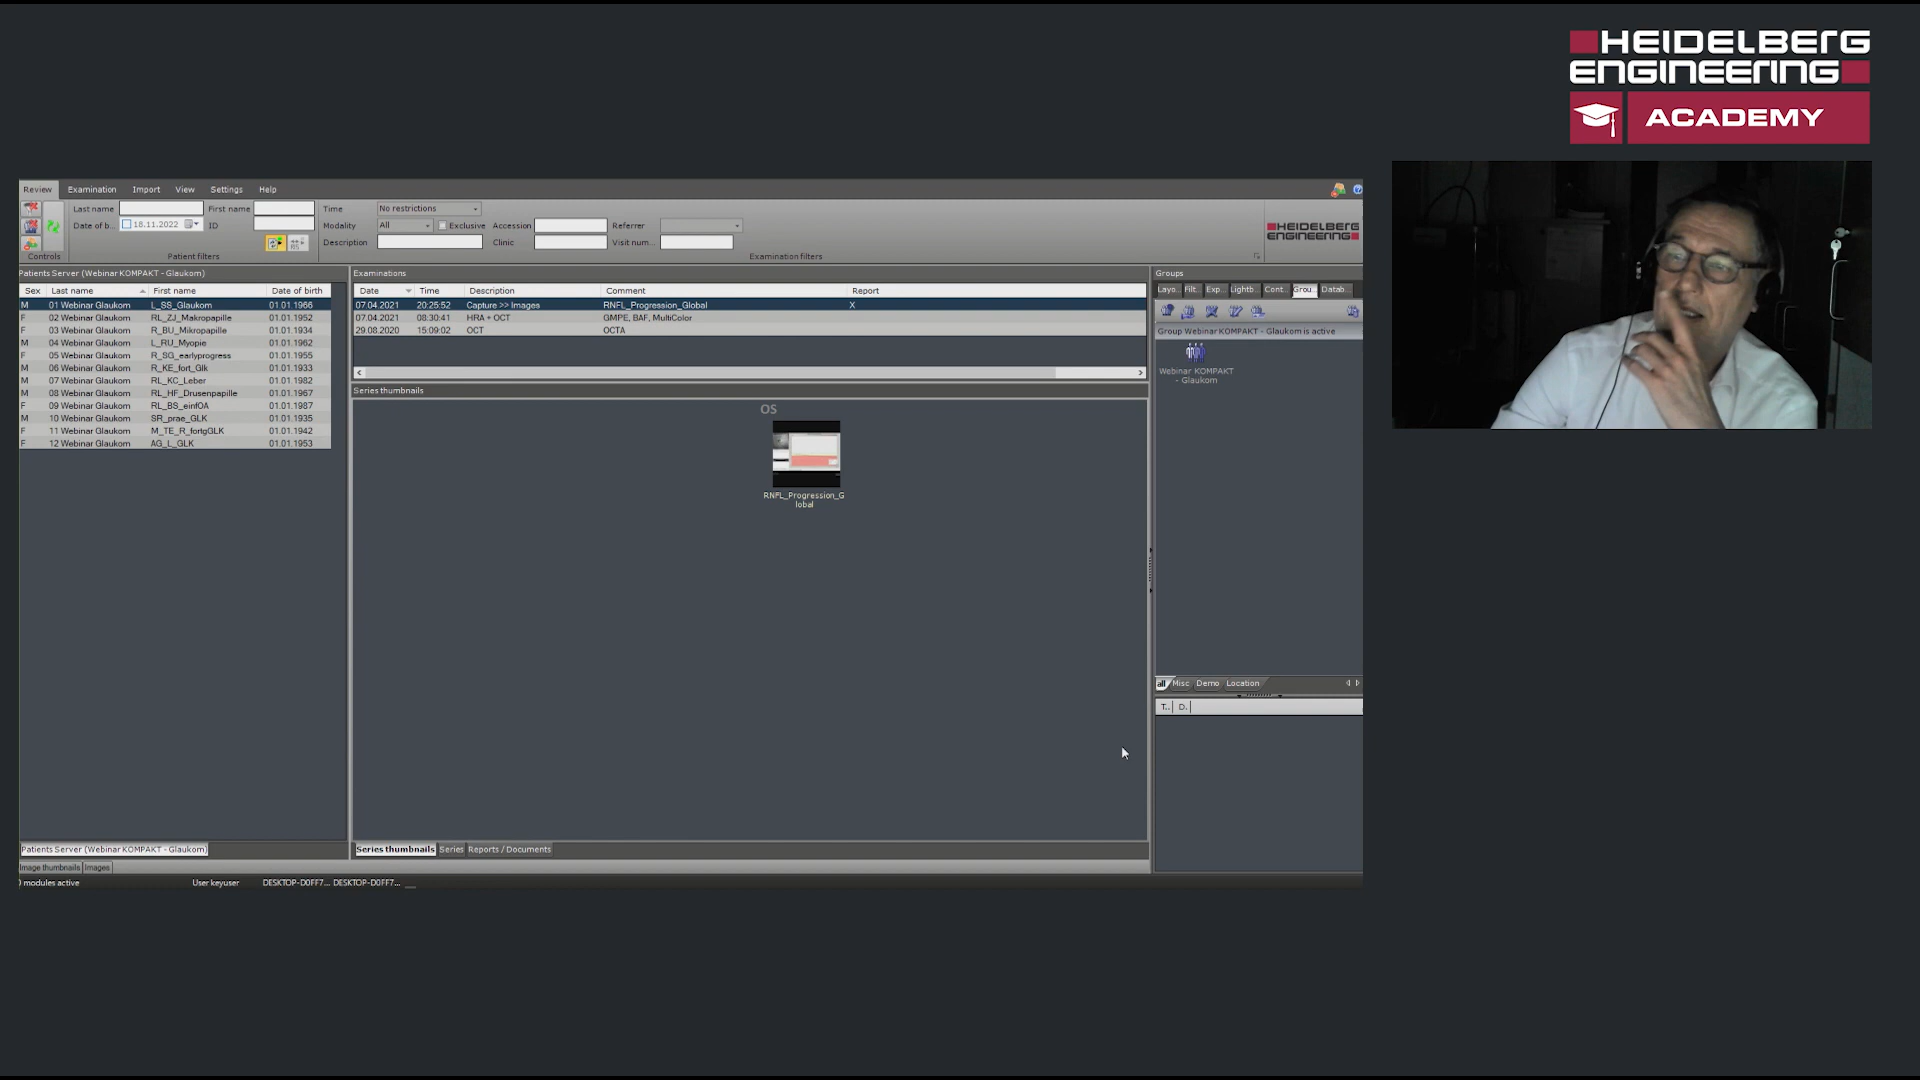 HEIDELBERG
ENGINEERING
ACADEMY
Review Examination Import View Settings Help
Last name First name Time No restrictions
Date of b... 18.11.2022 ID Modality All Exclusive Accession Referrer
Description Clinic Visit num...
HEIDELBERG
ENGINEERING
Controls Patient filters Examination filters
Patients Server (Webinar KOMPAKT - Glaukom)
Sex Last name First name Date of birth
M 01 Webinar Glaukom L_SS_Glaukom 01.01.1966
F 02 Webinar Glaukom RL_ZJ_Makropapille 01.01.1952
F 03 Webinar Glaukom R_BU_Mikropapille 01.01.1934
M 04 Webinar Glaukom L_RU_Myopie 01.01.1962
F 05 Webinar Glaukom R_SG_earlyprogress 01.01.1955
M 06 Webinar Glaukom R_KE_fort_Glk 01.01.1933
M 07 Webinar Glaukom RL_KC_Leber 01.01.1982
M 08 Webinar Glaukom RL_HF_Drusenpapille 01.01.1967
F 09 Webinar Glaukom RL_BS_einfOA 01.01.1987
M 10 Webinar Glaukom SR_prae_GLK 01.01.1935
F 11 Webinar Glaukom M_TE_R_fortgGLK 01.01.1942
F 12 Webinar Glaukom AG_L_GLK 01.01.1953
Examinations
Date Time Description Comment Report
07.04.2021 20:25:52 Capture >> Images RNFL_Progression_Global X
07.04.2021 08:30:41 HRA + OCT GMPE, BAF, MultiColor
29.08.2020 15:09:02 OCT OCTA
Series thumbnails
OS
RNFL_Progression_G
lobal
Groups
Layo.. Filt.. Exp.. Lightb.. Cont.. Grou.. Datab..
Group Webinar KOMPAKT - Glaukom is active
Webinar KOMPAKT
- Glaukom
all Misc Demo Location
T.. D.
Patients Server (Webinar KOMPAKT - Glaukom)
Series thumbnails Series Reports / Documents
Image thumbnails Images
modules active User keyuser DESKTOP-D0FF7... DESKTOP-D0FF7...